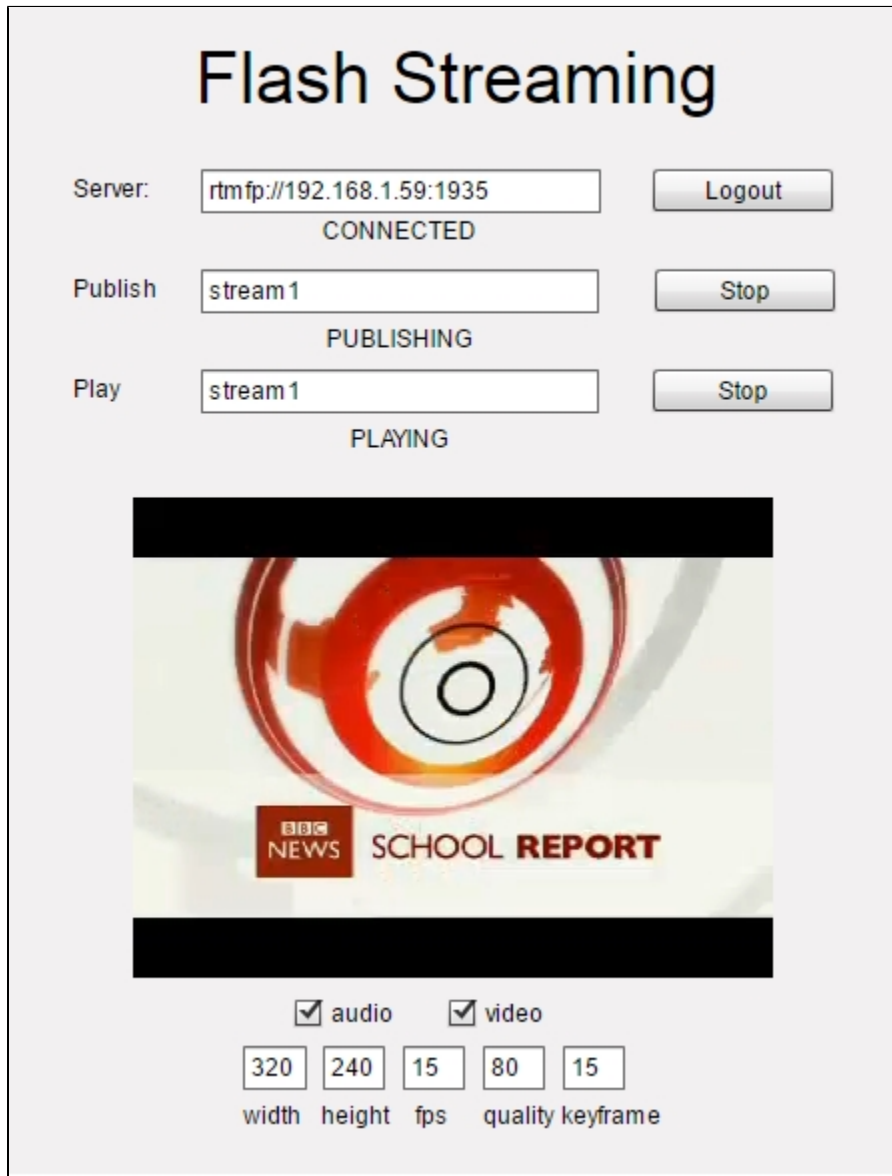 Flash Streaming
Server: rtmfp://192.168.1.59:1935 Logout
CONNECTED
Publish stream1 Stop
PUBLISHING
Play stream1 Stop
PLAYING
BBC
NEWS SCHOOL REPORT
audio video
320 240 15 80 15
width height fps quality keyframe